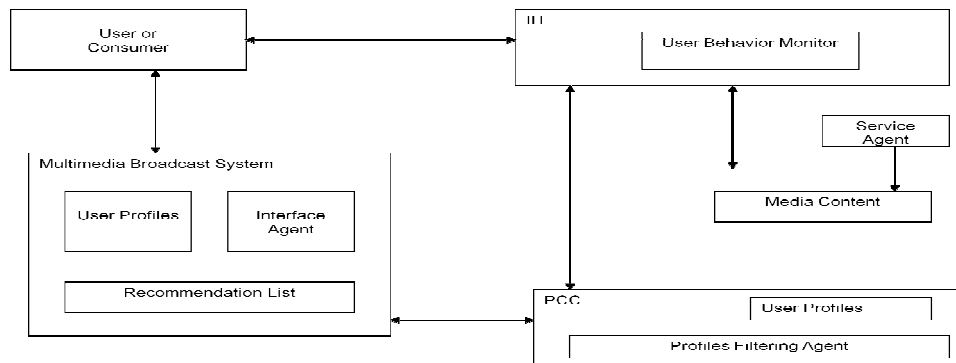 User or
Consumer
User Behavior Monitor
Service
Agent
Multimedia Broadcast System
User Profiles
Interface
Agent
Media Content
Recommendation List
PCC
User Profiles
Profiles Filtering Agent